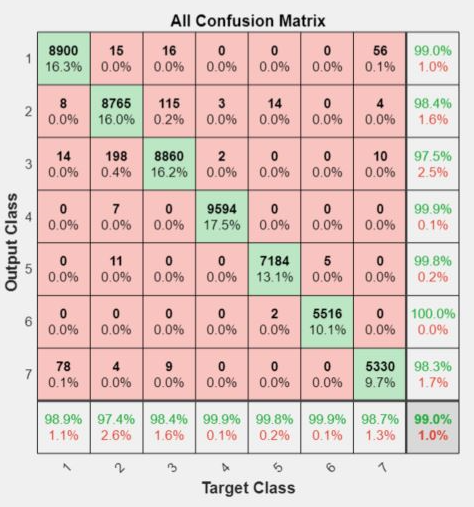 All Confusion Matrix
1 8900 15 16 0 0 0 56 99.0%
16.3% 0.0% 0.0% 0.0% 0.0% 0.0% 0.1% 1.0%
2 8 8765 115 3 14 0 4 98.4%
0.0% 16.0% 0.2% 0.0% 0.0% 0.0% 0.0% 1.6%
3 14 198 8860 2 0 0 10 97.5%
0.0% 0.4% 16.2% 0.0% 0.0% 0.0% 0.0% 2.5%
4 0 7 0 9594 0 0 0 99.9%
0.0% 0.0% 0.0% 17.5% 0.0% 0.0% 0.0% 0.1%
5 0 11 0 0 7184 5 0 99.8%
0.0% 0.0% 0.0% 0.0% 13.1% 0.0% 0.0% 0.2%
6 0 0 0 0 2 5516 0 100.0%
0.0% 0.0% 0.0% 0.0% 0.0% 10.1% 0.0% 0.0%
7 78 4 9 0 0 0 5330 98.3%
0.1% 0.0% 0.0% 0.0% 0.0% 0.0% 9.7% 1.7%
98.9% 97.4% 98.4% 99.9% 99.8% 99.9% 98.7% 99.0%
1.1% 2.6% 1.6% 0.1% 0.2% 0.1% 1.3% 1.0%
1 2 3 4 5 6 7
Target Class
Output Class